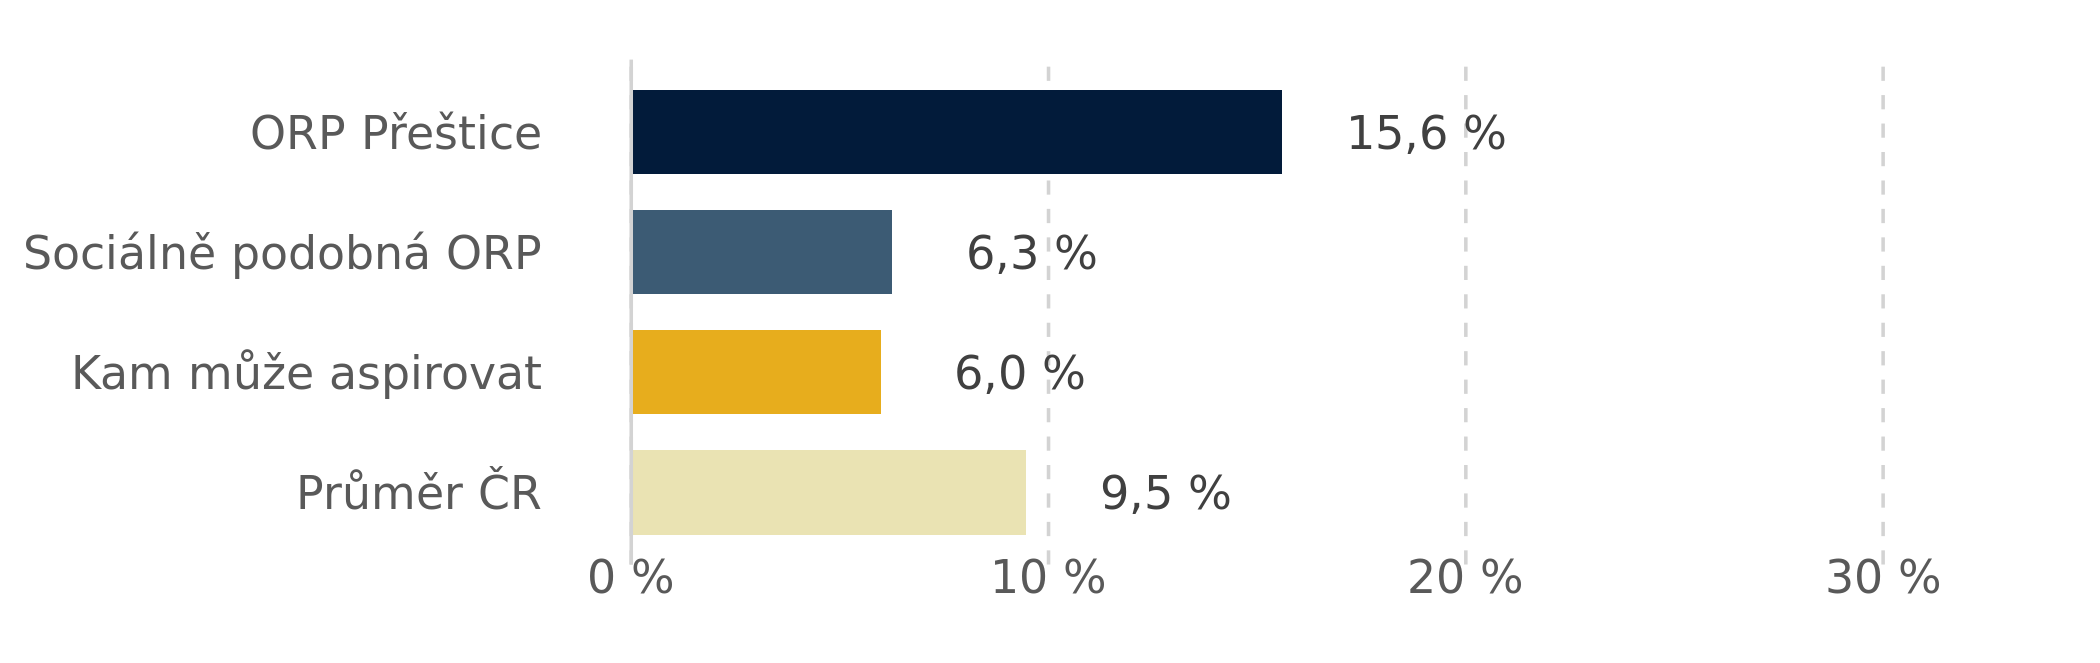 ORP Přeštice 15,6 %
Sociálně podobná ORP 6,3 %
Kam může aspirovat 6,0 %
Průměr ČR 9,5 %
0 % 10 % 20 % 30 %